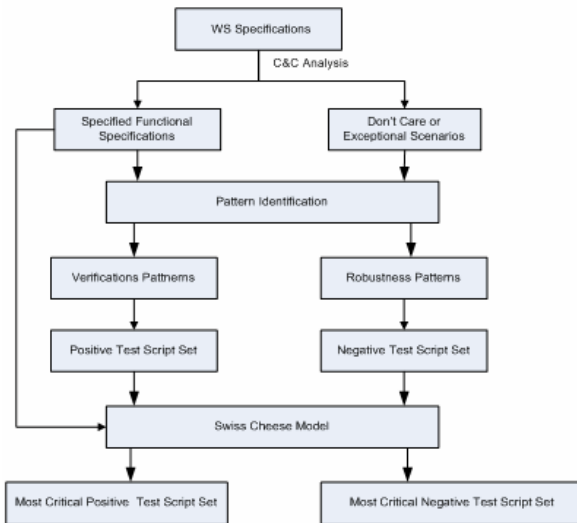 WS Specifications
C&C Analysis
Specified Functional
Specifications
Don't Care or
Exceptional Scenarios
Pattern Identification
Verifications Pattnerns
Robustness Patterns
Positive Test Script Set
Negative Test Script Set
Swiss Cheese Model
Most Critical Positive Test Script Set
Most Critical Negative Test Script Set